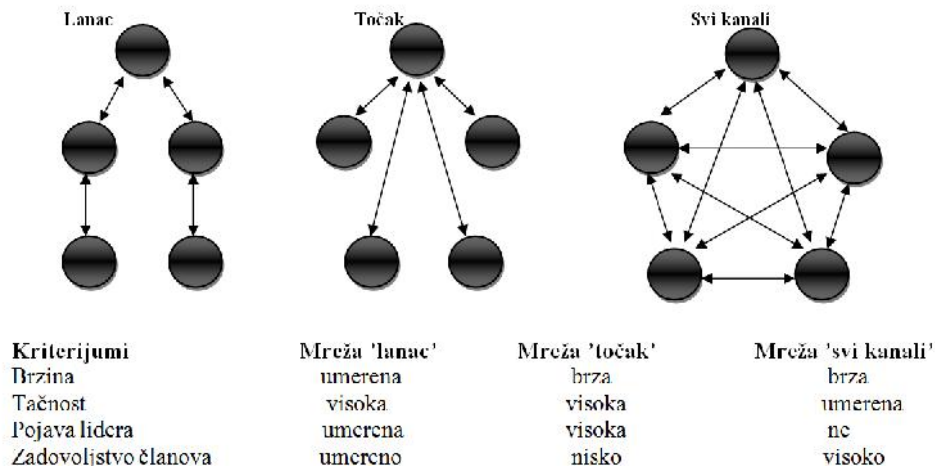 Lanac Točak Svi kanali
Kriterijumi Mreža 'lanac' Mreža 'točak' Mreža 'svi kanali'
Brzina umerena brza brza
Tačnost visoka visoka umerena
Pojava lidera umerena visoka ne
Zadovoljstvo članova umereno nisko visoko